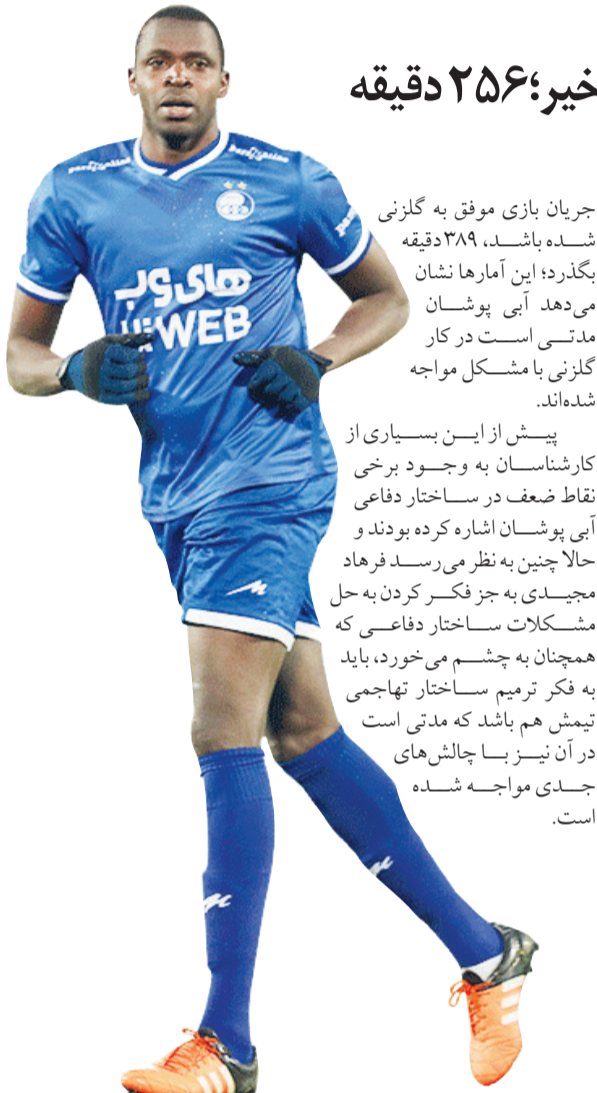 خیر؛۲۵۶ دقیقه
جریان بازی موفق به گلزنی
شده باشد، ۳۸۹دقیقه
بگذرد؛ این آمارها نشان
می‌دهد آبی پوشان
مدتی است در کار
گلزنی با مشکل مواجه
شده‌اند.
پیش از این بسیاری از
کارشناسان به وجود برخی
نقاط ضعف در ساختار دفاعی
آبی پوشان اشاره کرده بودند و
حالا چنین به نظر می‌رسد فرهاد
مجیدی به جز فکر کردن به حل
مشکلات ساختار دفاعی که
همچنان به چشم می‌خورد، باید
به فکر ترمیم ساختار تهاجمی
تیمش هم باشد که مدتی است
در آن نیز با چالش‌های
جدی مواجه شده
است.
های وب
HiWEB